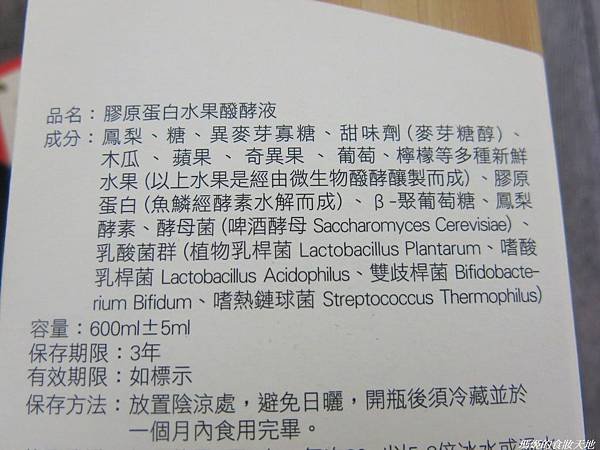 品名：膠原蛋白水果醱酵液
成分：鳳梨、糖、異麥芽寡糖、甜味劑(麥芽糖醇)、
木瓜、蘋果、奇異果、葡萄、檸檬等多種新鮮
水果(以上水果是經由微生物醱酵釀製而成)、膠原
蛋白(魚鱗經酵素水解而成)、β-聚葡萄糖、鳳梨
酵素、酵母菌(啤酒酵母 Saccharomyces Cerevisiae)、
乳酸菌群(植物乳桿菌 Lactobacillus Plantarum、嗜酸
乳桿菌 Lactobacillus Acidophilus、雙歧桿菌 Bifidobacte-
rium Bifidum、嗜熱鏈球菌 Streptococcus Thermophilus)
容量：600ml±5ml
保存期限：3年
有效期限：如標示
保存方法：放置陰涼處，避免日曬，開瓶後須冷藏並於
一個月內食用完畢。
的食妝天地